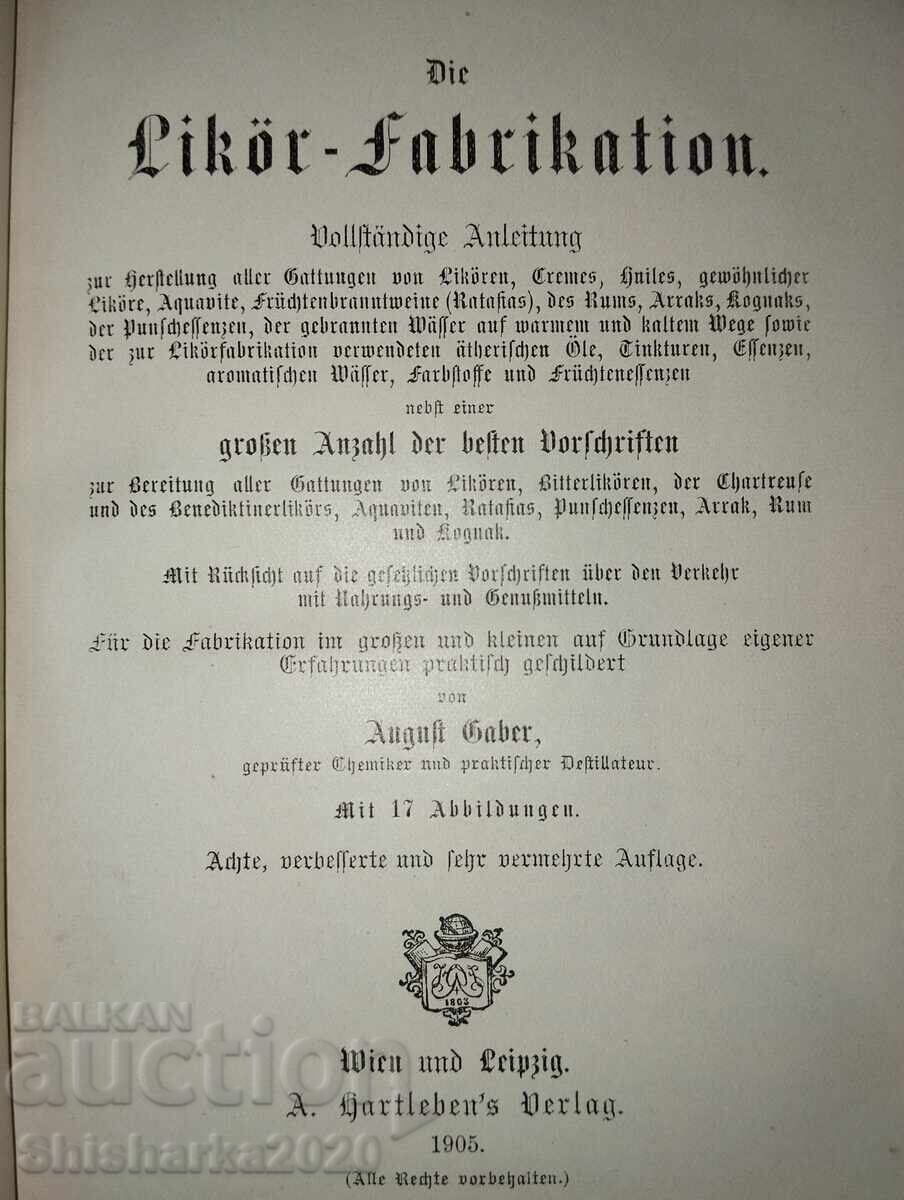 Die
Likör-Fabrikation.
Vollständige Anleitung
zur Herstellung aller Gattungen von Likören, Cremes, Huiles, gewöhnlicher
Liköre, Aquavite, Früchtenbranntweine (Ratafias), des Rums, Arraks, Kognaks,
der Punschessenzen, der gebrannten Wässer auf warmem und kaltem Wege sowie
der zur Likörfabrikation verwendeten ätherischen Öle, Tinkturen, Essenzen,
aromatischen Wässer, Farbstoffe und Früchtenessenzen
nebst einer
großen Anzahl der besten Vorschriften
zur Bereitung aller Gattungen von Likören, Bitterlikören, der Chartreuse
und des Benediktinerlikörs, Aquaviten, Ratafias, Punschessenzen, Arrak, Rum
und Kognak.
Mit Rücksicht auf die gesetzlichen Vorschriften über den Verkehr
mit Nahrungs- und Genußmitteln.
Für die Fabrikation im großen und kleinen auf Grundlage eigener
Erfahrungen praktisch geschildert
von
August Gaber,
geprüfter Chemiker und praktischer Destillateur.
Mit 17 Abbildungen.
Achte, verbesserte und sehr vermehrte Auflage.
1803
Wien und Leipzig.
A. Hartleben's Verlag.
1905.
(Alle Rechte vorbehalten.)
BALKAN
auction
Shisharka2020